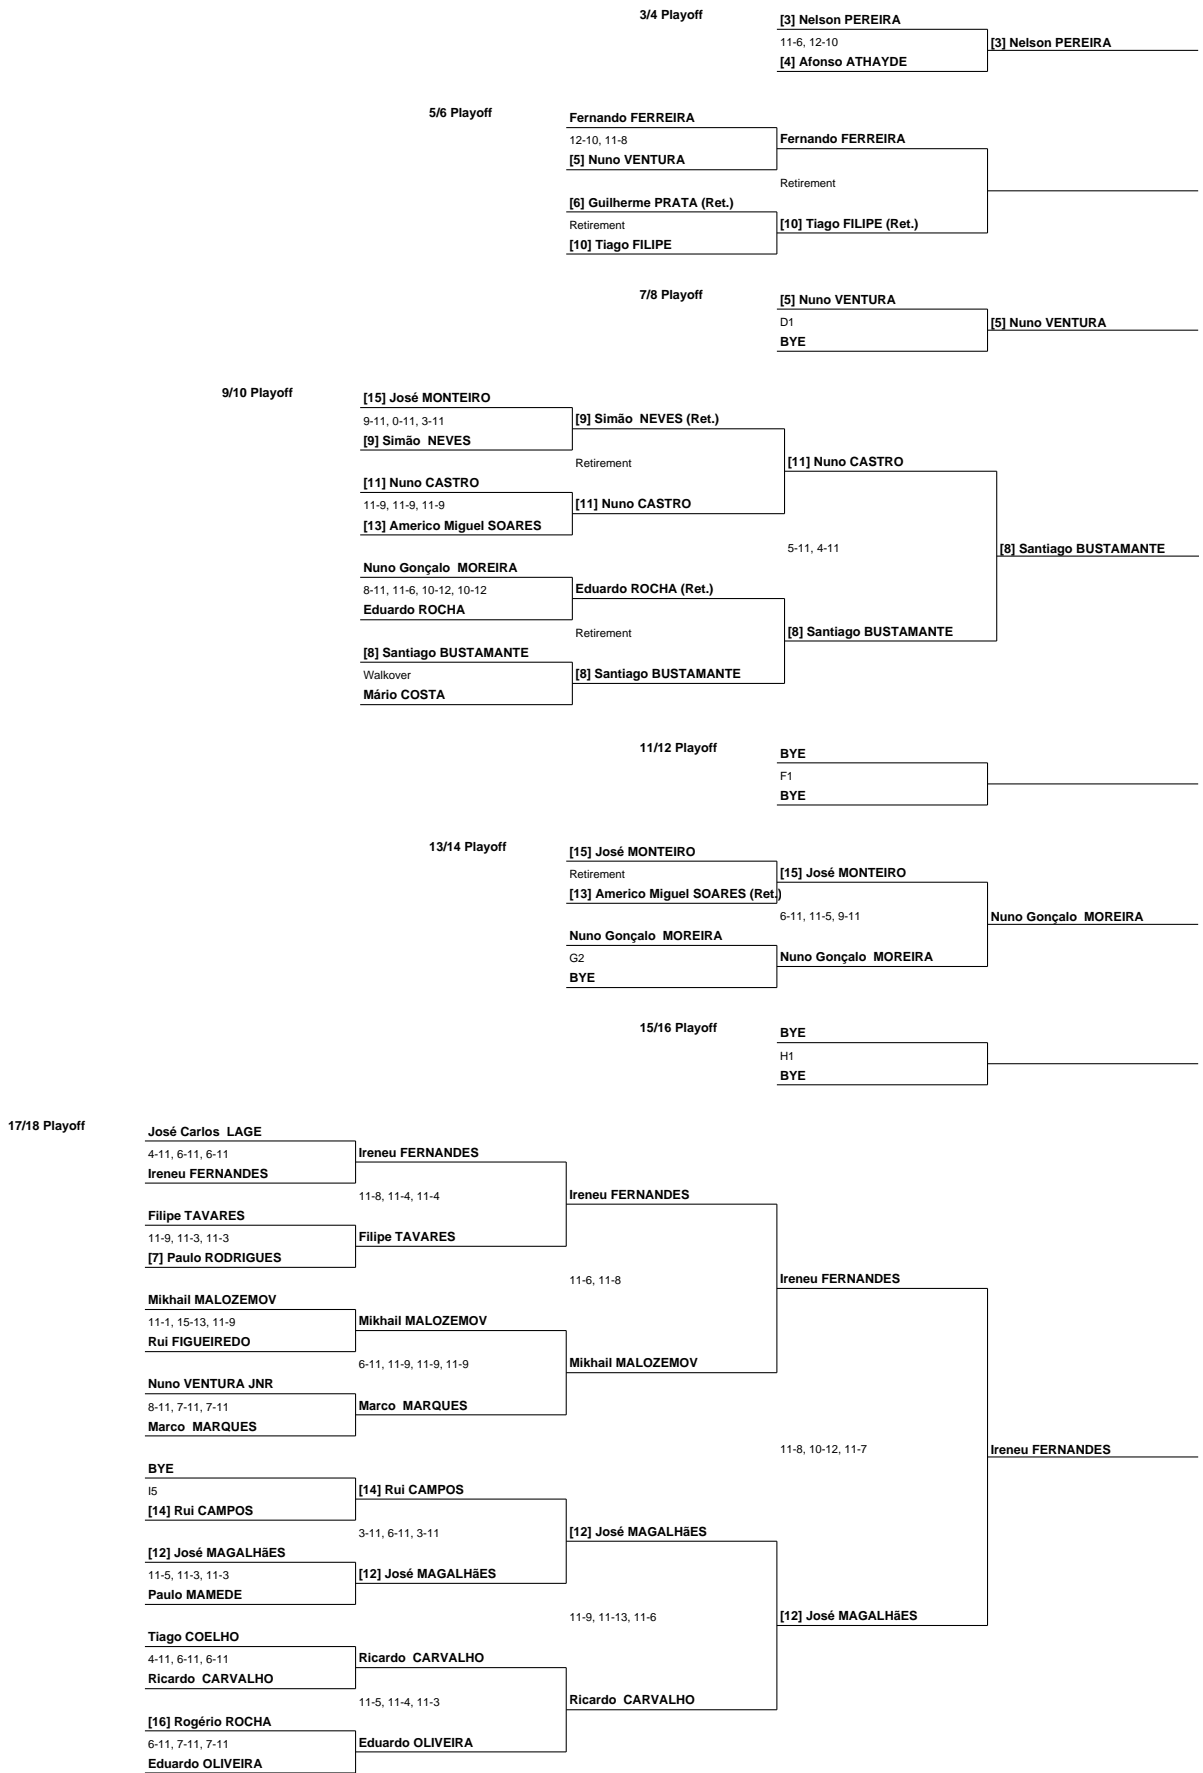 3/4 Playoff
[3] Nelson PEREIRA
11-6, 12-10
[3] Nelson PEREIRA
[4] Afonso ATHAYDE
5/6 Playoff
Fernando FERREIRA
12-10, 11-8
Fernando FERREIRA
[5] Nuno VENTURA
Retirement
[6] Guilherme PRATA (Ret.)
Retirement
[10] Tiago FILIPE (Ret.)
[10] Tiago FILIPE
7/8 Playoff
[5] Nuno VENTURA
D1
[5] Nuno VENTURA
BYE
9/10 Playoff
[15] José MONTEIRO
9-11, 0-11, 3-11
[9] Simão  NEVES (Ret.)
[9] Simão  NEVES
Retirement
[11] Nuno CASTRO
[11] Nuno CASTRO
11-9, 11-9, 11-9
[11] Nuno CASTRO
[13] Americo Miguel SOARES
5-11, 4-11
[8] Santiago BUSTAMANTE
Nuno Gonçalo  MOREIRA
8-11, 11-6, 10-12, 10-12
Eduardo ROCHA (Ret.)
Eduardo ROCHA
Retirement
[8] Santiago BUSTAMANTE
[8] Santiago BUSTAMANTE
Walkover
[8] Santiago BUSTAMANTE
Mário COSTA
11/12 Playoff
BYE
F1
BYE
13/14 Playoff
[15] José MONTEIRO
Retirement
[15] José MONTEIRO
[13] Americo Miguel SOARES (Ret.)
6-11, 11-5, 9-11
Nuno Gonçalo  MOREIRA
Nuno Gonçalo  MOREIRA
G2
Nuno Gonçalo  MOREIRA
BYE
15/16 Playoff
BYE
H1
BYE
17/18 Playoff
José Carlos  LAGE
4-11, 6-11, 6-11
Ireneu FERNANDES
Ireneu FERNANDES
11-8, 11-4, 11-4
Ireneu FERNANDES
Filipe TAVARES
11-9, 11-3, 11-3
Filipe TAVARES
[7] Paulo RODRIGUES
11-6, 11-8
Ireneu FERNANDES
Mikhail MALOZEMOV
11-1, 15-13, 11-9
Mikhail MALOZEMOV
Rui FIGUEIREDO
6-11, 11-9, 11-9, 11-9
Mikhail MALOZEMOV
Nuno VENTURA JNR
8-11, 7-11, 7-11
Marco  MARQUES
Marco  MARQUES
11-8, 10-12, 11-7
Ireneu FERNANDES
BYE
I5
[14] Rui CAMPOS
[14] Rui CAMPOS
3-11, 6-11, 3-11
[12] José MAGALHãES
[12] José MAGALHãES
11-5, 11-3, 11-3
[12] José MAGALHãES
Paulo MAMEDE
11-9, 11-13, 11-6
[12] José MAGALHãES
Tiago COELHO
4-11, 6-11, 6-11
Ricardo  CARVALHO
Ricardo  CARVALHO
11-5, 11-4, 11-3
Ricardo  CARVALHO
[16] Rogério ROCHA
6-11, 7-11, 7-11
Eduardo OLIVEIRA
Eduardo OLIVEIRA